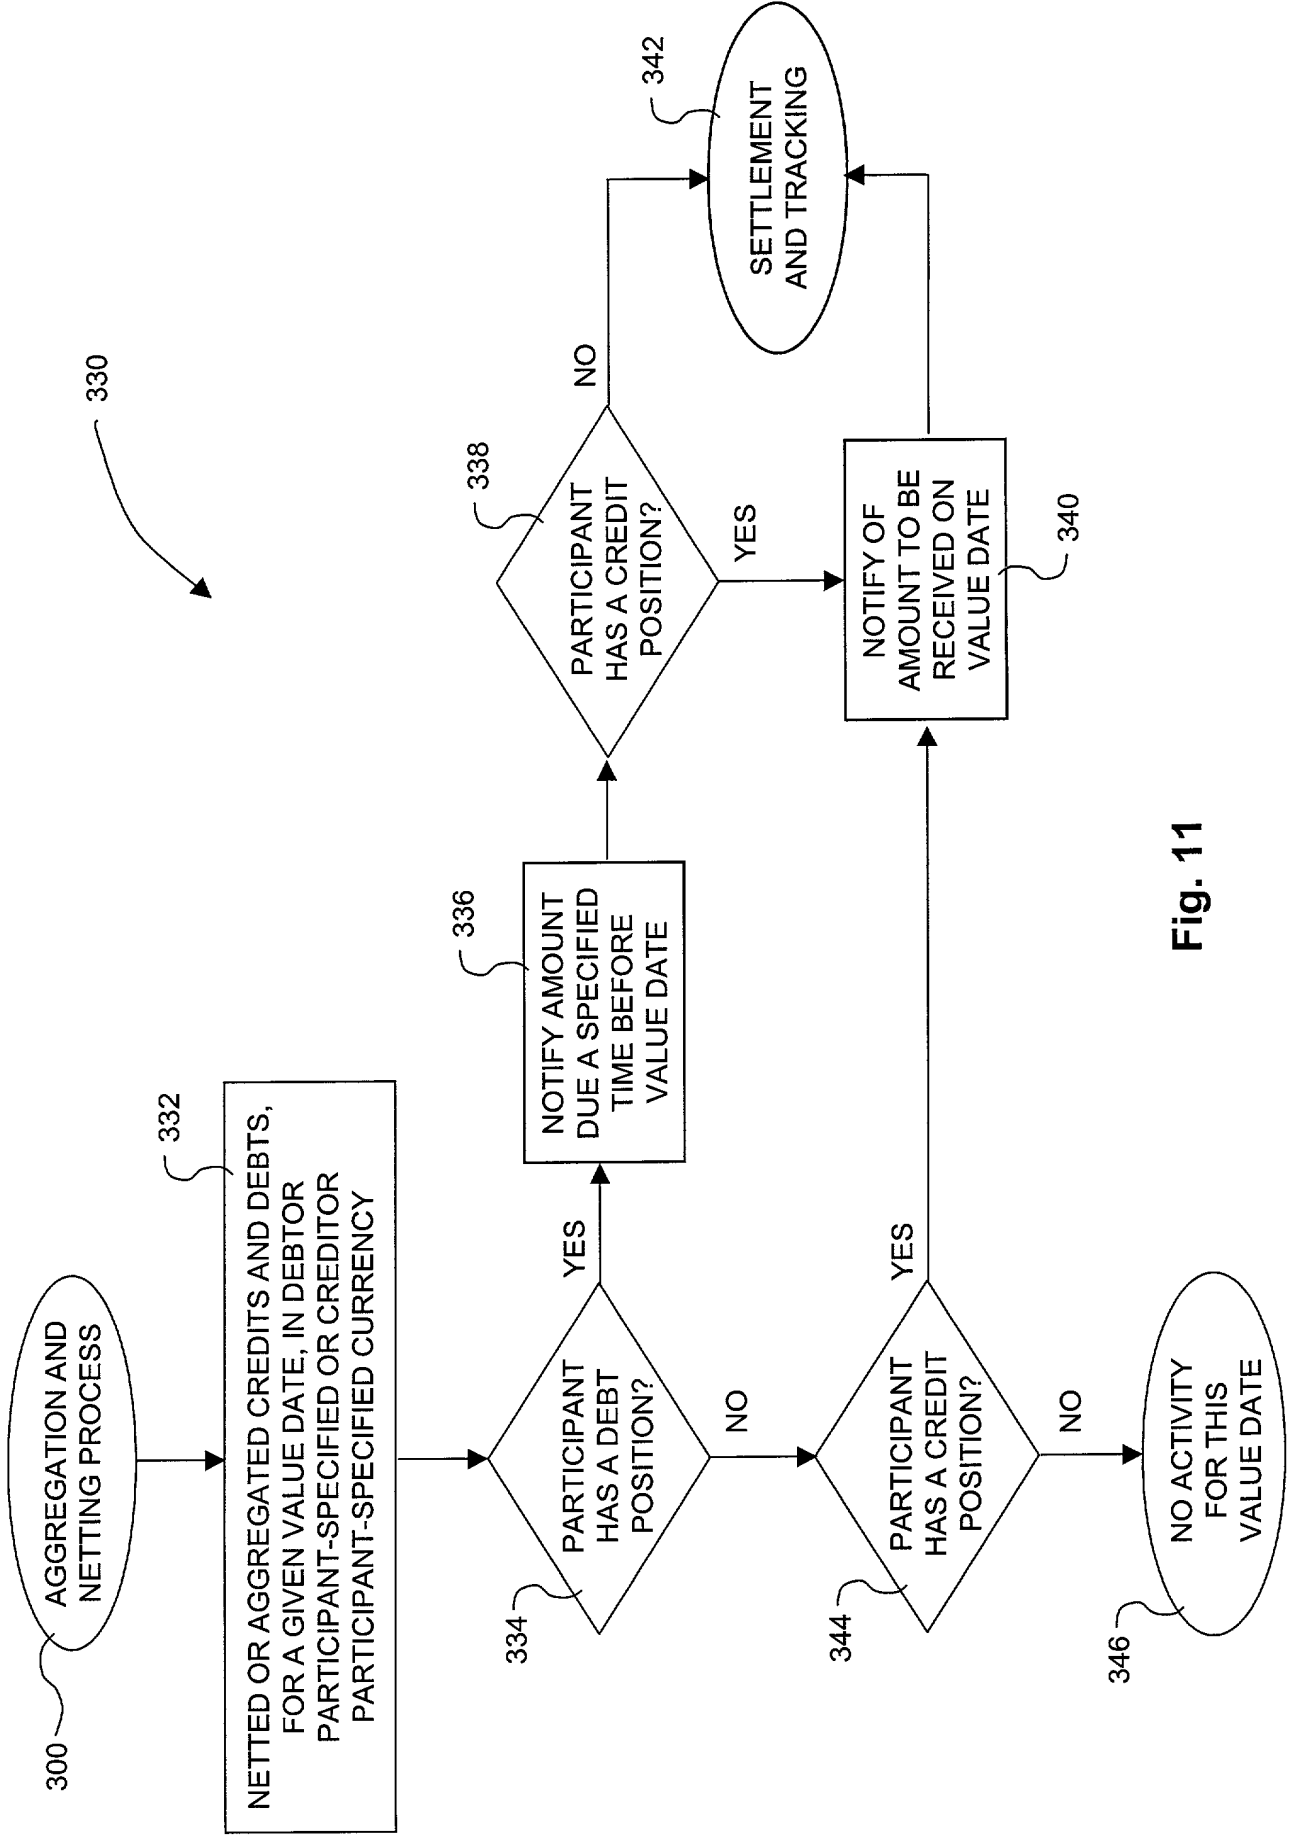 330
300
AGGREGATION AND
NETTING PROCESS
332
NETTED OR AGGREGATED CREDITS AND DEBTS,
FOR A GIVEN VALUE DATE, IN DEBTOR
PARTICIPANT-SPECIFIED OR CREDITOR
PARTICIPANT-SPECIFIED CURRENCY
334
PARTICIPANT
HAS A DEBT
POSITION?
YES
NO
336
NOTIFY AMOUNT
DUE A SPECIFIED
TIME BEFORE
VALUE DATE
338
PARTICIPANT
HAS A CREDIT
POSITION?
NO
YES
342
SETTLEMENT
AND TRACKING
344
PARTICIPANT
HAS A CREDIT
POSITION?
YES
NO
NOTIFY OF
AMOUNT TO BE
RECEIVED ON
VALUE DATE
340
346
NO ACTIVITY
FOR THIS
VALUE DATE
Fig. 11